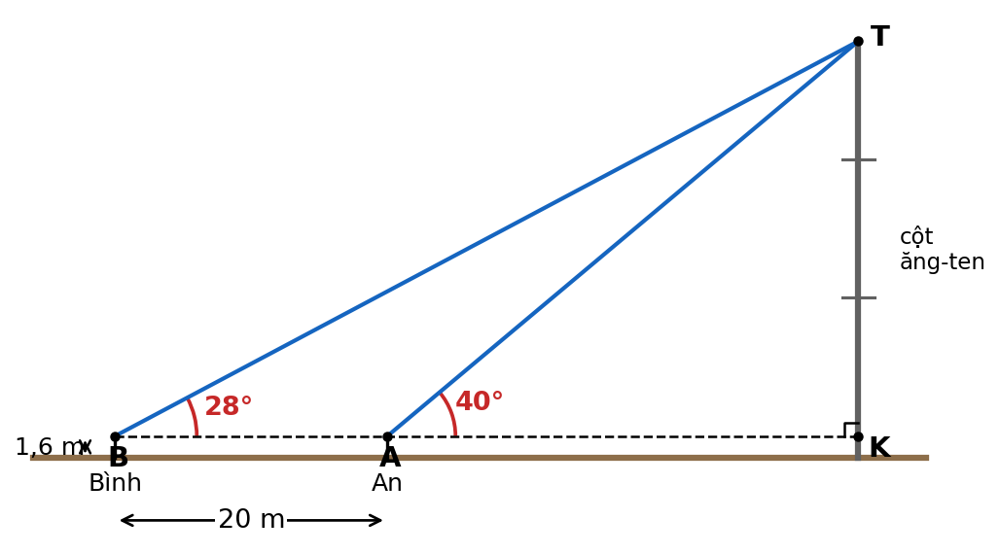 T
cột
ăng-ten
28°
40°
1,6 m
B
A
K
Bình
An
20 m